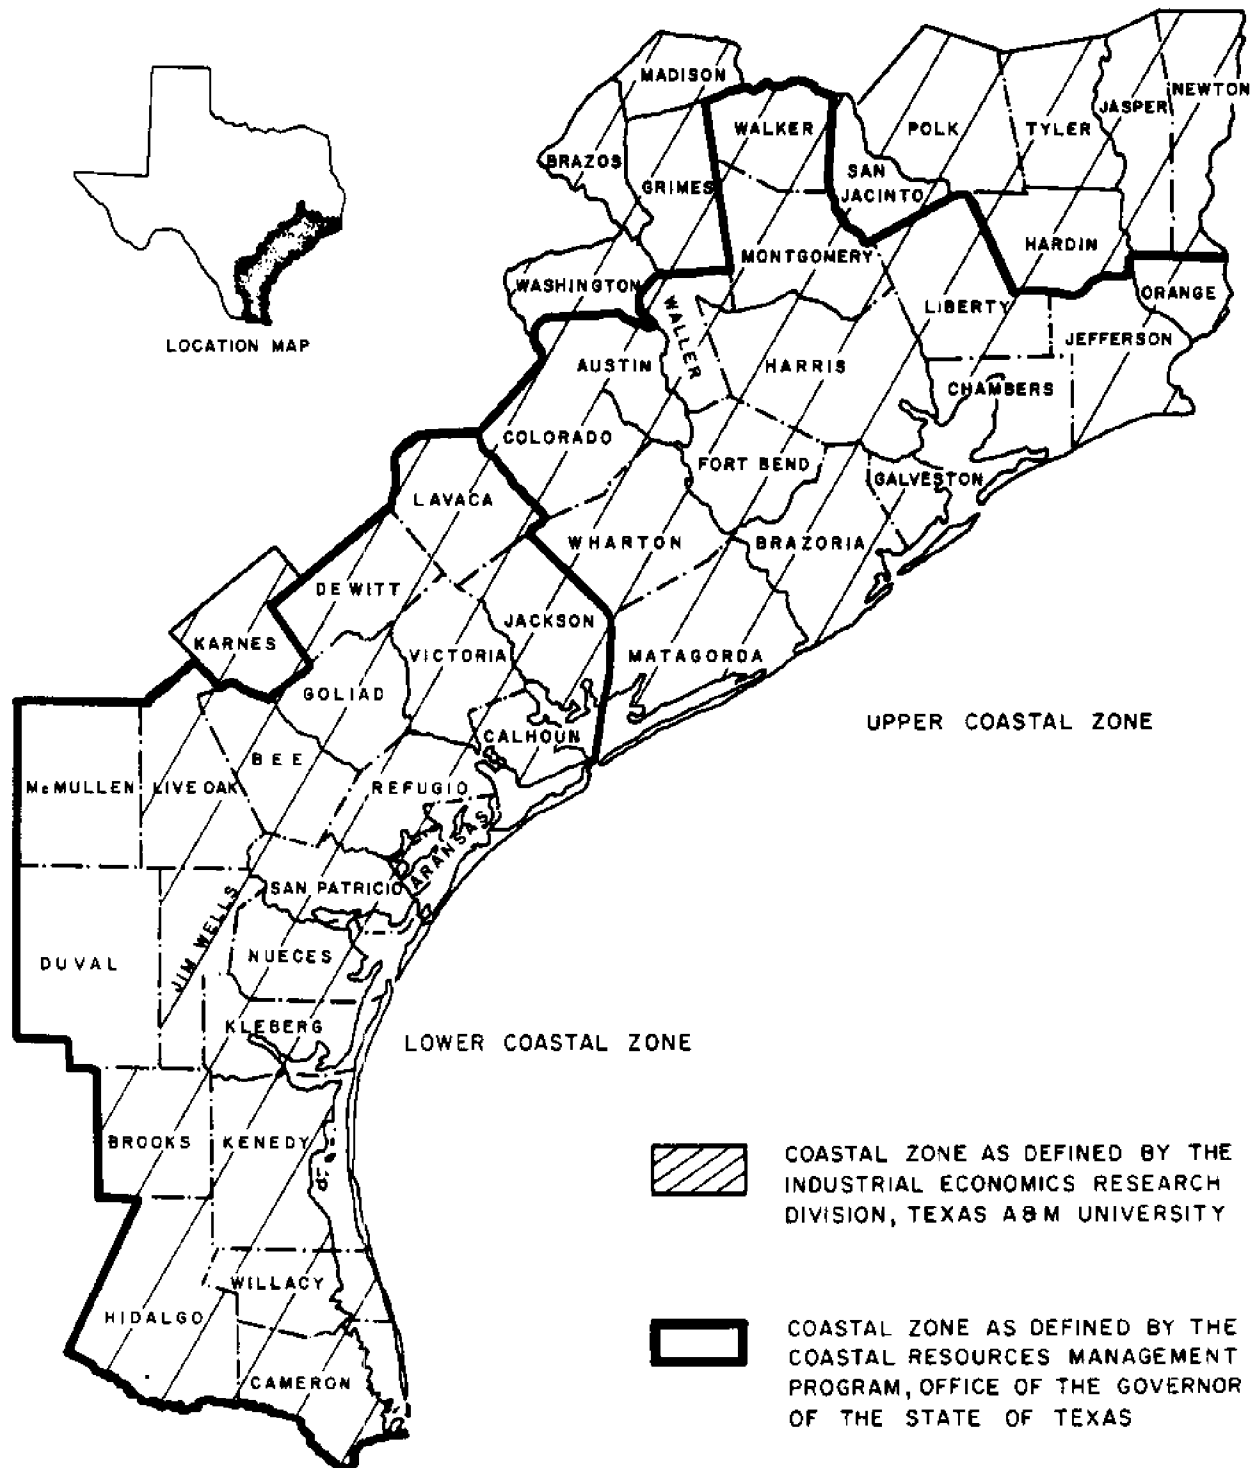 MADISON
NEWTON
JASPER
WALKER
POLK
TYLER
BRAZOS
SAN
JACINTO
GRIMES
HARDIN
MONTGOMERY
WASHINGTON
ORANGE
LIBERTY
WALLER
JEFFERSON
LOCATION MAP
AUSTIN
HARRIS
CHAMBERS
COLORADO
FORT BEND
GALVESTON
LAVACA
WHARTON
BRAZORIA
DE WITT
JACKSON
KARNES
VICTORIA
MATAGORDA
GOLIAD
UPPER COASTAL ZONE
CALHOUN
BEE
McMULLEN
LIVE OAK
REFUGIO
ARANSAS
SAN PATRICIO
JIM WELLS
NUECES
DUVAL
KLEBERG
LOWER COASTAL ZONE
BROOKS
KENEDY
WILLACY
HIDALGO
CAMERON
COASTAL ZONE AS DEFINED BY THE
INDUSTRIAL ECONOMICS RESEARCH
DIVISION, TEXAS A&M UNIVERSITY
COASTAL ZONE AS DEFINED BY THE
COASTAL RESOURCES MANAGEMENT
PROGRAM, OFFICE OF THE GOVERNOR
OF THE STATE OF TEXAS